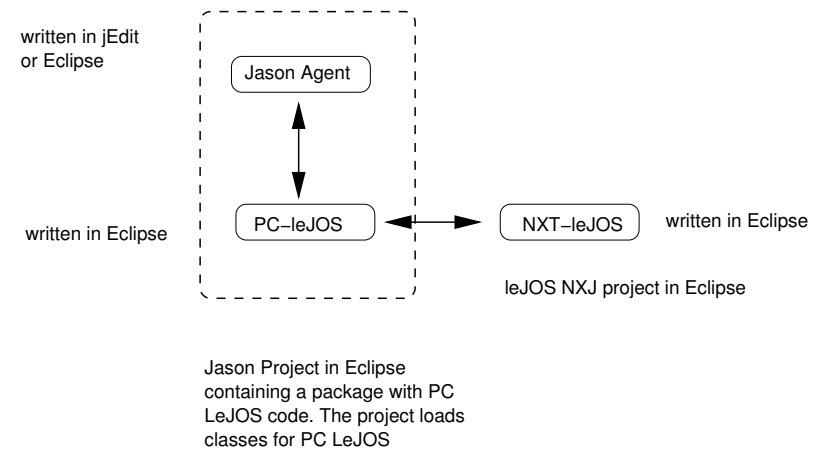 written in jEdit
or Eclipse
Jason Agent
written in Eclipse
PC–leJOS
NXT–leJOS
written in Eclipse
leJOS NXJ project in Eclipse
Jason Project in Eclipse
containing a package with PC
LeJOS code. The project loads
classes for PC LeJOS